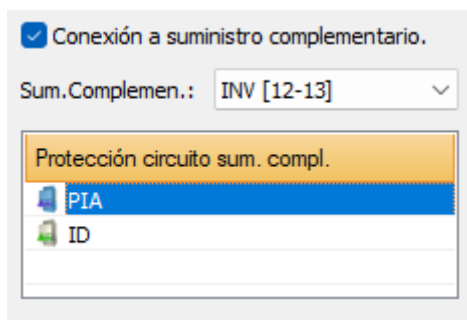 Conexión a suministro complementario.
Sum.Complemen.: INV [12-13]
Protección circuito sum. compl.
PIA
ID